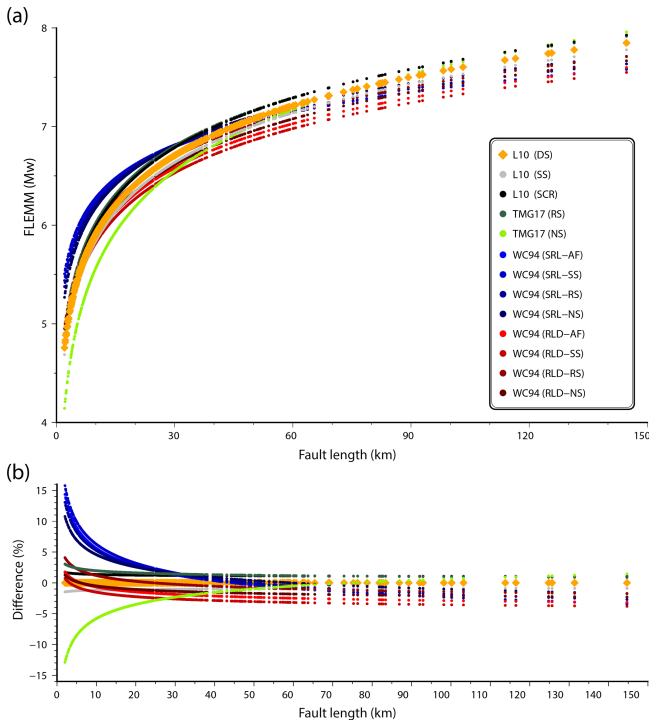 (a)
8
7
6
5
4
FLEMM (Mw)
0
30
60
90
120
150
Fault length (km)
L10 (DS)
L10 (SS)
L10 (SCR)
TMG17 (RS)
TMG17 (NS)
WC94 (SRL−AF)
WC94 (SRL−SS)
WC94 (SRL−RS)
WC94 (SRL−NS)
WC94 (RLD−AF)
WC94 (RLD−SS)
WC94 (RLD−RS)
WC94 (RLD−NS)
(b)
15
10
5
0
−5
−10
−15
Difference (%)
0 10 20 30 40 50 60 70 80 90 100 110 120 130 140 150
Fault length (km)